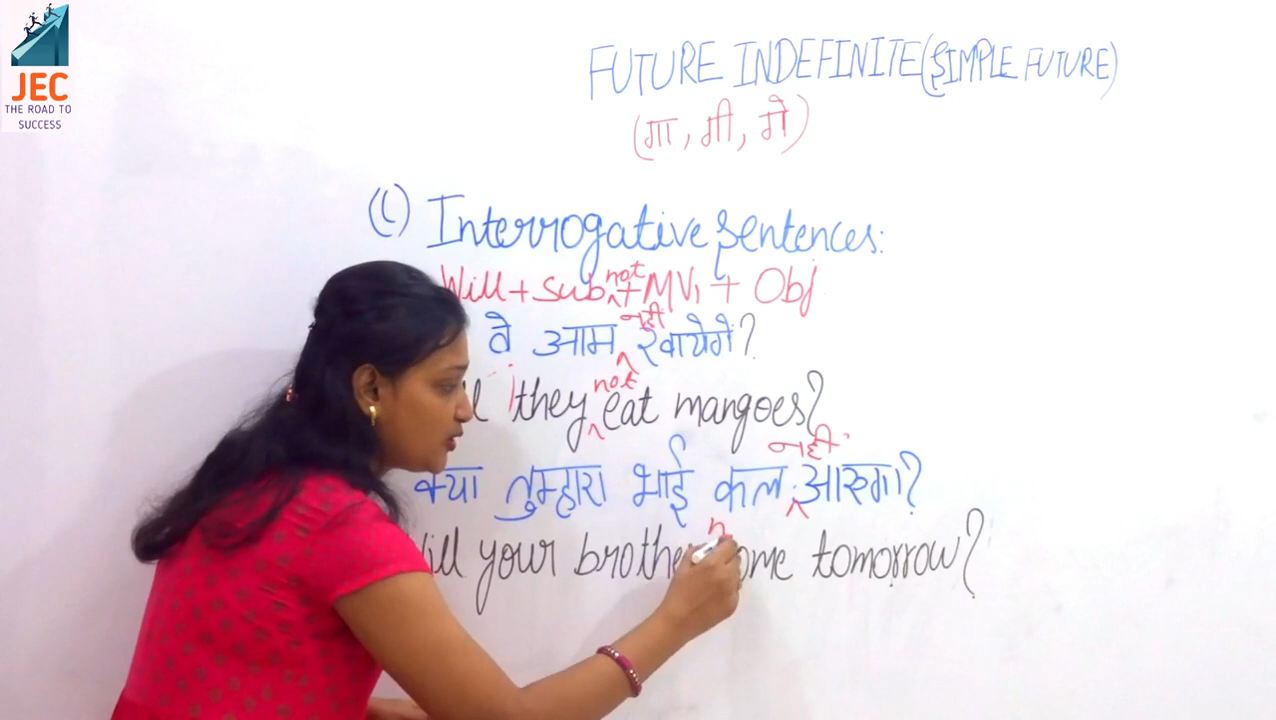 JEC
THE ROAD TO
SUCCESS
FUTURE INDEFINITE (SIMPLE FUTURE)
(गा, गी, गे)
(C) Interrogative Sentences:
not
Will + Sub + MV₁ + Obj
नहीं
वे आम खायेगे?
not
they eat mangoes?
नहीं
क्या तुम्हारा भाई कल आएगा?
n
Will your brother come tomorrow?